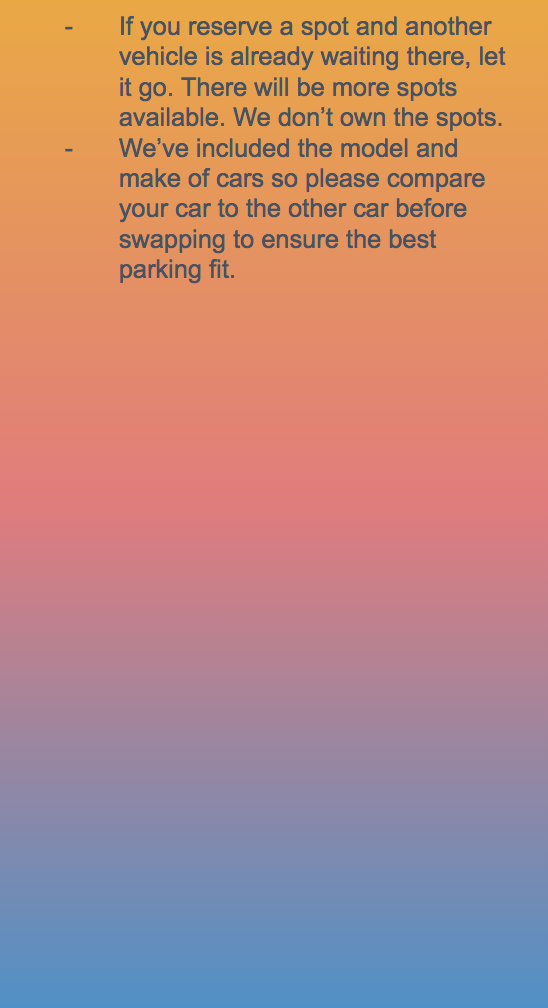 - If you reserve a spot and another
vehicle is already waiting there, let
it go. There will be more spots
available. We don’t own the spots.
- We’ve included the model and
make of cars so please compare
your car to the other car before
swapping to ensure the best
parking fit.